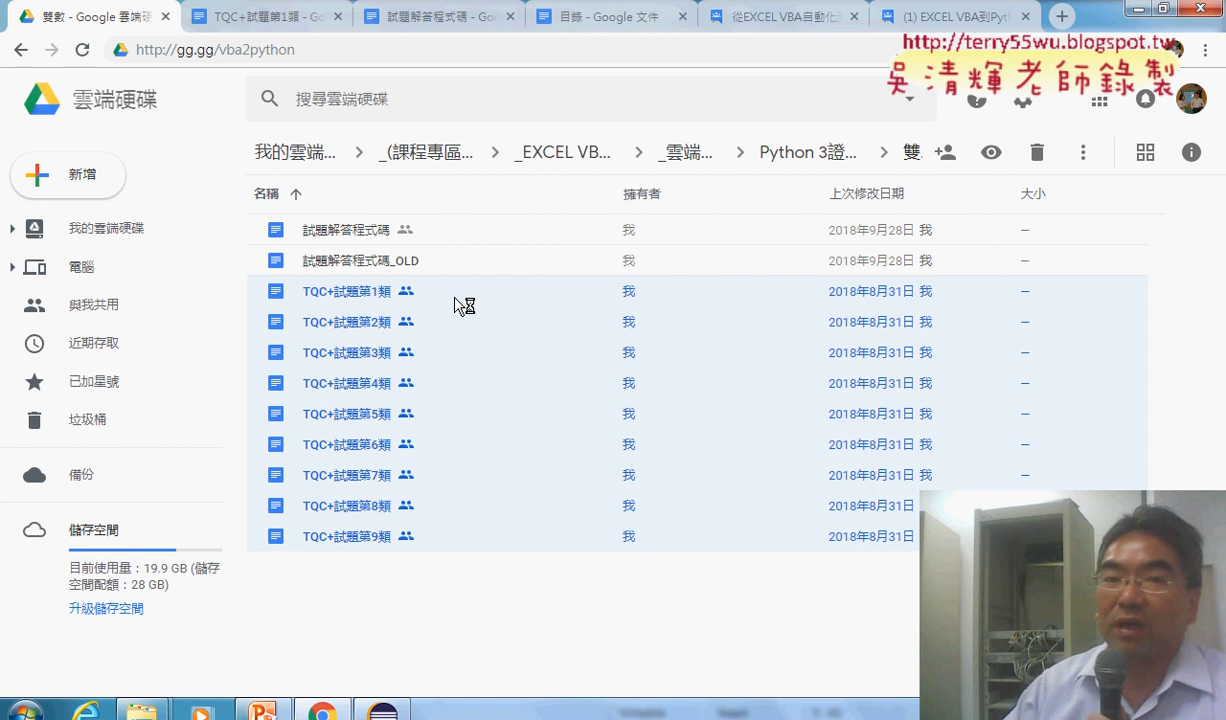 雙數 - Google 雲端硬
TQC+試題第1類 - Go
試題解答程式碼 - Goo
目錄 - Google 文件
從EXCEL VBA自動化
(1) EXCEL VBA到Pyth
http://gg.gg/vba2python
http://terry55wu.blogspot.tw
吳清輝老師錄製
雲端硬碟
搜尋雲端硬碟
新增
我的雲端... > _(課程專區... > _EXCEL VB... > _雲端... > Python 3證... > 雙
名稱 擁有者 上次修改日期 大小
我的雲端硬碟
電腦
與我共用
近期存取
已加星號
垃圾桶
備份
儲存空間
目前使用量：19.9 GB (儲存
空間配額：28 GB)
升級儲存空間
試題解答程式碼 我 2018年9月28日 我 –
試題解答程式碼_OLD 我 2018年9月28日 我 –
TQC+試題第1類 我 2018年8月31日 我 –
TQC+試題第2類 我 2018年8月31日 我 –
TQC+試題第3類 我 2018年8月31日 我 –
TQC+試題第4類 我 2018年8月31日 我 –
TQC+試題第5類 我 2018年8月31日 我 –
TQC+試題第6類 我 2018年8月31日 我 –
TQC+試題第7類 我 2018年8月31日 我 –
TQC+試題第8類 我 2018年8月31日
TQC+試題第9類 我 2018年8月31日